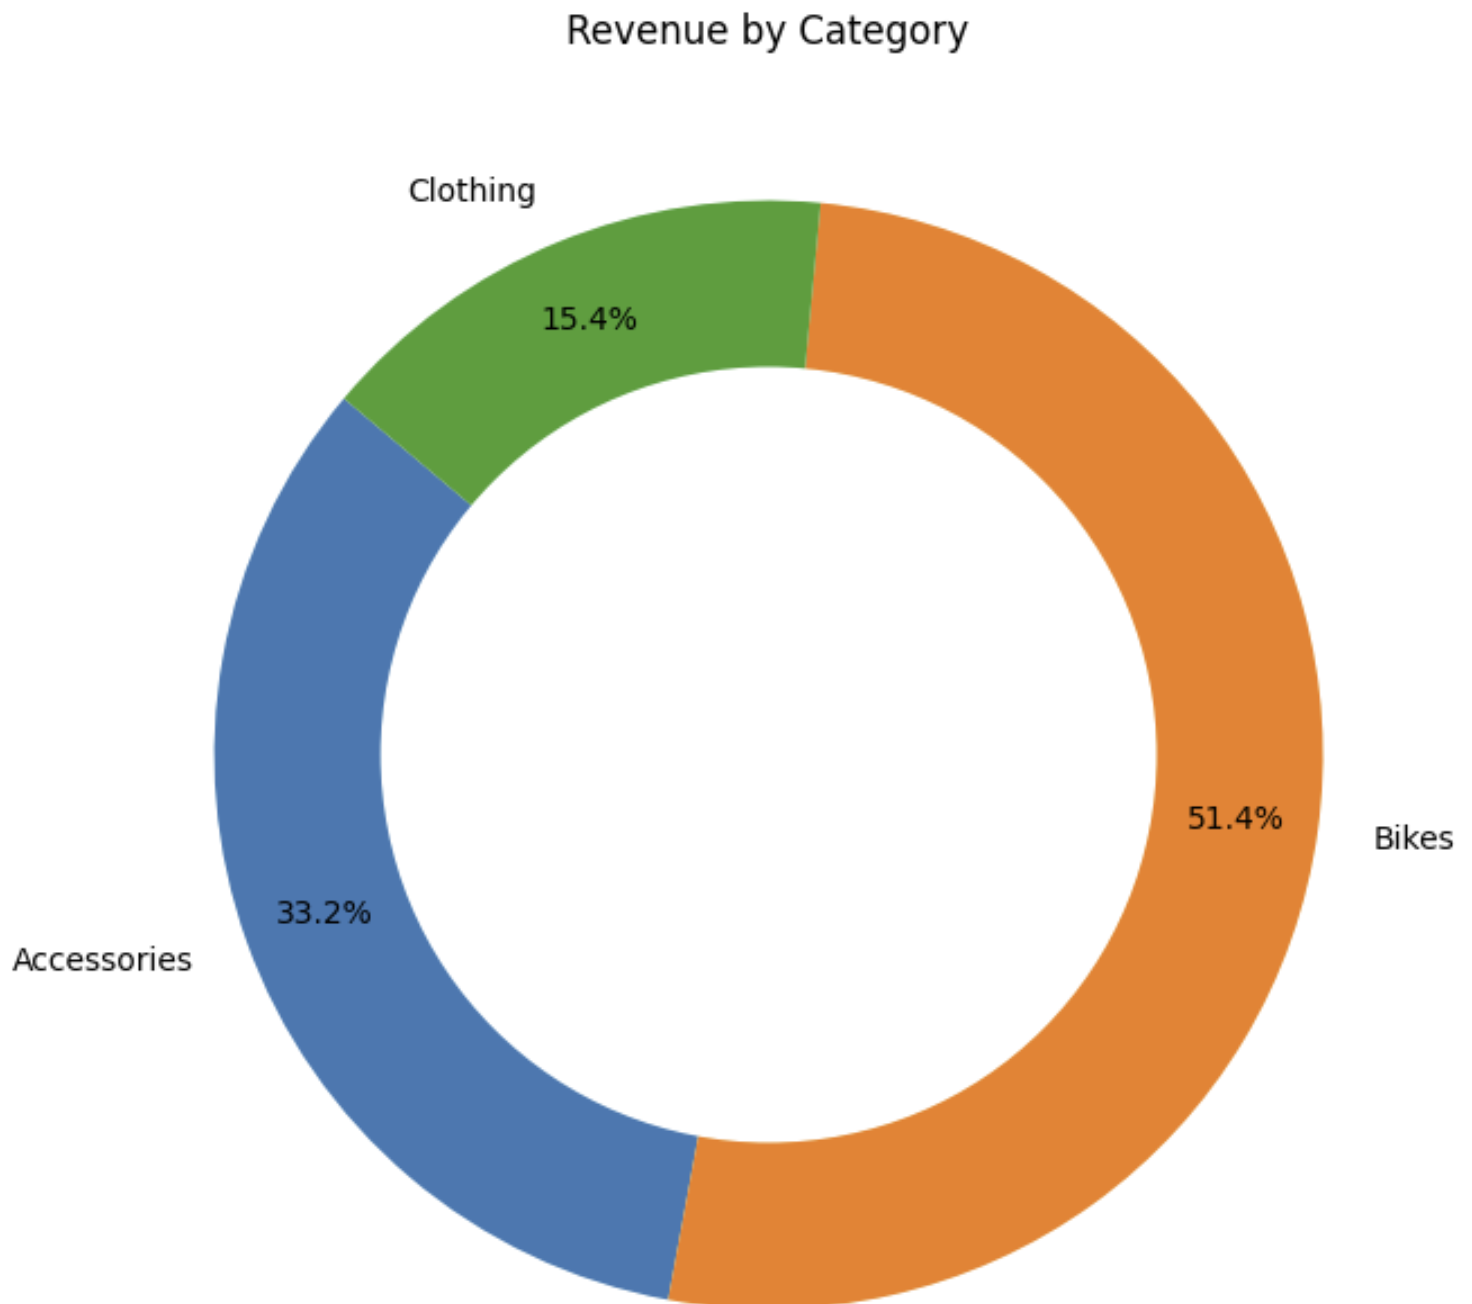 Revenue by Category
Clothing
15.4%
51.4%
Bikes
33.2%
Accessories